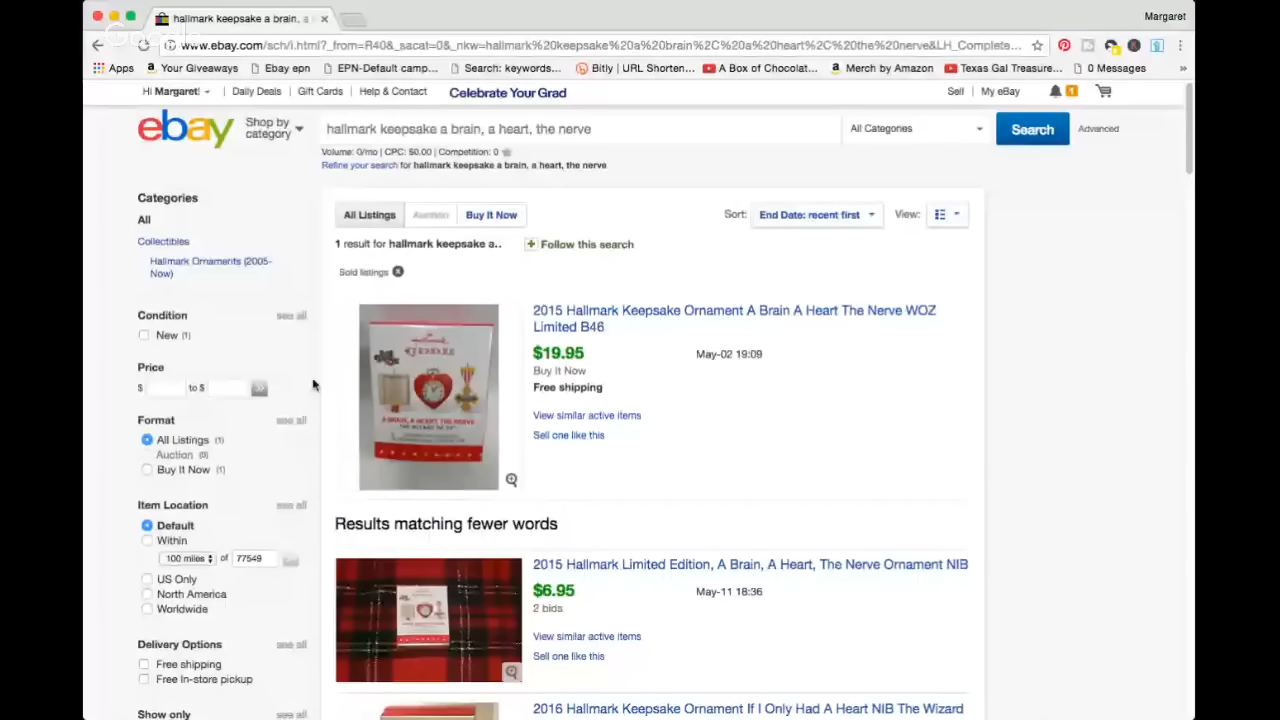 hallmark keepsake a brain, a
Margaret
www.ebay.com/sch/i.html?_from=R40&_sacat=0&_nkw=hallmark%20keepsake%20a%20brain%2C%20a%20heart%2C%20the%20nerve&LH_Complete...
Apps Your Giveaways Ebay epn EPN-Default camp... Search: keywords... Bitly | URL Shorten... A Box of Chocolat... Merch by Amazon Texas Gal Treasure... 0 Messages »
Hi Margaret! Daily Deals Gift Cards Help & Contact Celebrate Your Grad Sell My eBay 1
ebay
Shop by
category
hallmark keepsake a brain, a heart, the nerve All Categories Search Advanced
Volume: 0/mo | CPC: $0.00 | Competition: 0
Refine your search for hallmark keepsake a brain, a heart, the nerve
Categories
All
Collectibles
Hallmark Ornaments (2005-
Now)
Condition see all
New (1)
Price
$ to $ »
Format see all
All Listings (1)
Auction (0)
Buy It Now (1)
Item Location see all
Default
Within
100 miles of 77549
US Only
North America
Worldwide
Delivery Options see all
Free shipping
Free In-store pickup
Show only see all
All Listings Auction Buy It Now Sort: End Date: recent first View:
1 result for hallmark keepsake a.. + Follow this search
Sold listings
2015 Hallmark Keepsake Ornament A Brain A Heart The Nerve WOZ
Limited B46
$19.95 May-02 19:09
Buy It Now
Free shipping
View similar active items
Sell one like this
Hallmark
KEEPSAKE
A BRAIN, A HEART, THE NERVE
THE WIZARD OF OZ
Results matching fewer words
2015 Hallmark Limited Edition, A Brain, A Heart, The Nerve Ornament NIB
$6.95 May-11 18:36
2 bids
View similar active items
Sell one like this
2016 Hallmark Keepsake Ornament If I Only Had A Heart NIB The Wizard